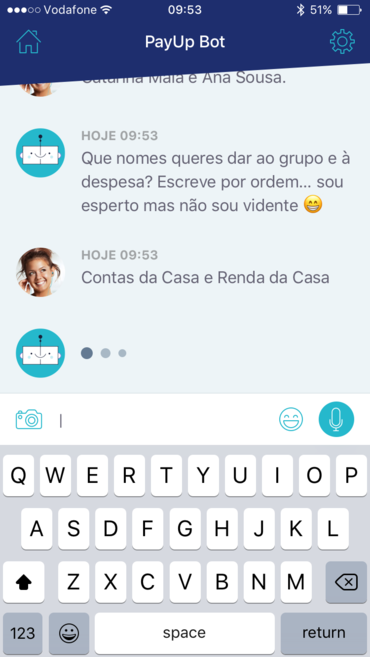 Vodafone 09:53 51%
PayUp Bot
Catarina Maia e Ana Sousa.
HOJE 09:53
Que nomes queres dar ao grupo e à
despesa? Escreve por ordem... sou
esperto mas não sou vidente 😁
HOJE 09:53
Contas da Casa e Renda da Casa
Q W E R T Y U I O P
A S D F G H J K L
Z X C V B N M
123 space return